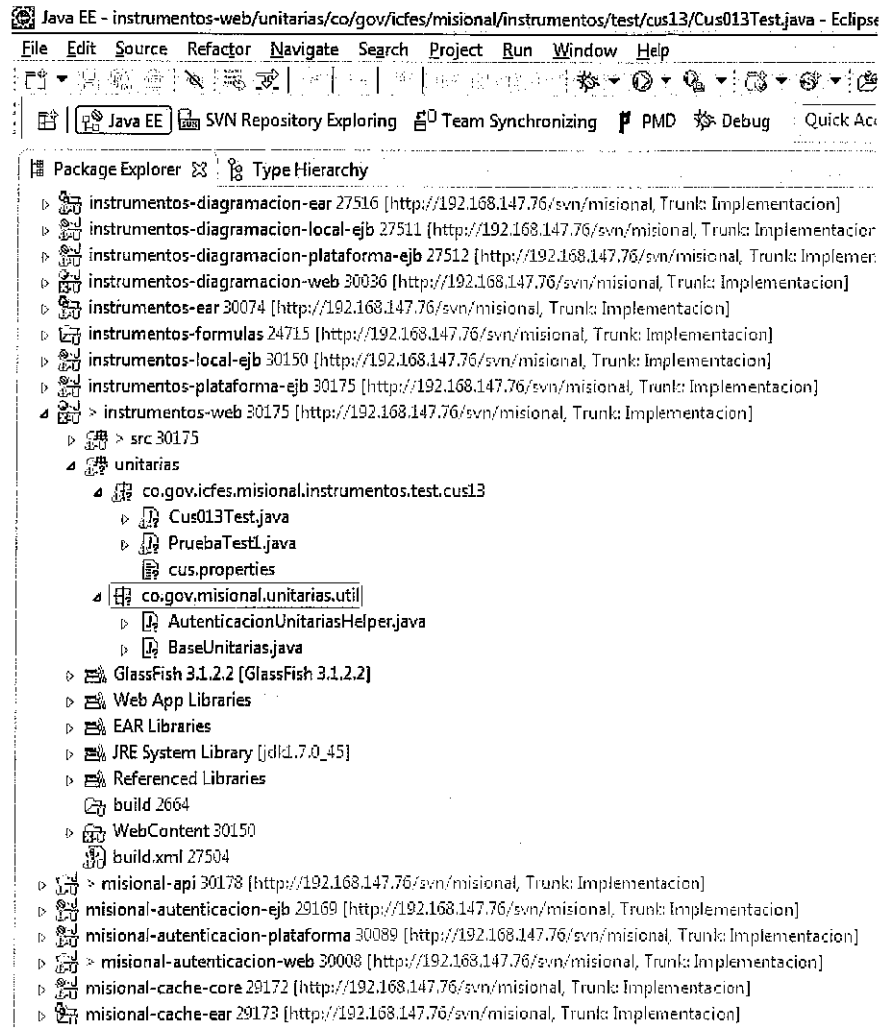 Java EE - instrumentos-web/unitarias/co/gov/icfes/misional/instrumentos/test/cus13/Cus013Test.java - Eclipse
File Edit Source Refactor Navigate Search Project Run Window Help
Java EE SVN Repository Exploring Team Synchronizing PMD Debug Quick Acc
Package Explorer Type Hierarchy
instrumentos-diagramacion-ear 27516 [http://192.168.147.76/svn/misional, Trunk: Implementacion]
instrumentos-diagramacion-local-ejb 27511 [http://192.168.147.76/svn/misional, Trunk: Implementacion
instrumentos-diagramacion-plataforma-ejb 27512 [http://192.168.147.76/svn/misional, Trunk: Implemen
instrumentos-diagramacion-web 30036 [http://192.168.147.76/svn/misional, Trunk: Implementacion]
instrumentos-ear 30074 [http://192.168.147.76/svn/misional, Trunk: Implementacion]
instrumentos-formulas 24715 [http://192.168.147.76/svn/misional, Trunk: Implementacion]
instrumentos-local-ejb 30150 [http://192.168.147.76/svn/misional, Trunk: Implementacion]
instrumentos-plataforma-ejb 30175 [http://192.168.147.76/svn/misional, Trunk: Implementacion]
> instrumentos-web 30175 [http://192.168.147.76/svn/misional, Trunk: Implementacion]
> src 30175
unitarias
co.gov.icfes.misional.instrumentos.test.cus13
Cus013Test.java
PruebaTest1.java
cus.properties
co.gov.misional.unitarias.util
AutenticacionUnitariasHelper.java
BaseUnitarias.java
GlassFish 3.1.2.2 [GlassFish 3.1.2.2]
Web App Libraries
EAR Libraries
JRE System Library [jdk1.7.0_45]
Referenced Libraries
build 2664
WebContent 30150
build.xml 27504
> misional-api 30178 [http://192.168.147.76/svn/misional, Trunk: Implementacion]
misional-autenticacion-ejb 29169 [http://192.168.147.76/svn/misional, Trunk: Implementacion]
misional-autenticacion-plataforma 30089 [http://192.168.147.76/svn/misional, Trunk: Implementacion]
> misional-autenticacion-web 30008 [http://192.168.147.76/svn/misional, Trunk: Implementacion]
misional-cache-core 29172 [http://192.168.147.76/svn/misional, Trunk: Implementacion]
misional-cache-ear 29173 [http://192.168.147.76/svn/misional, Trunk: Implementacion]